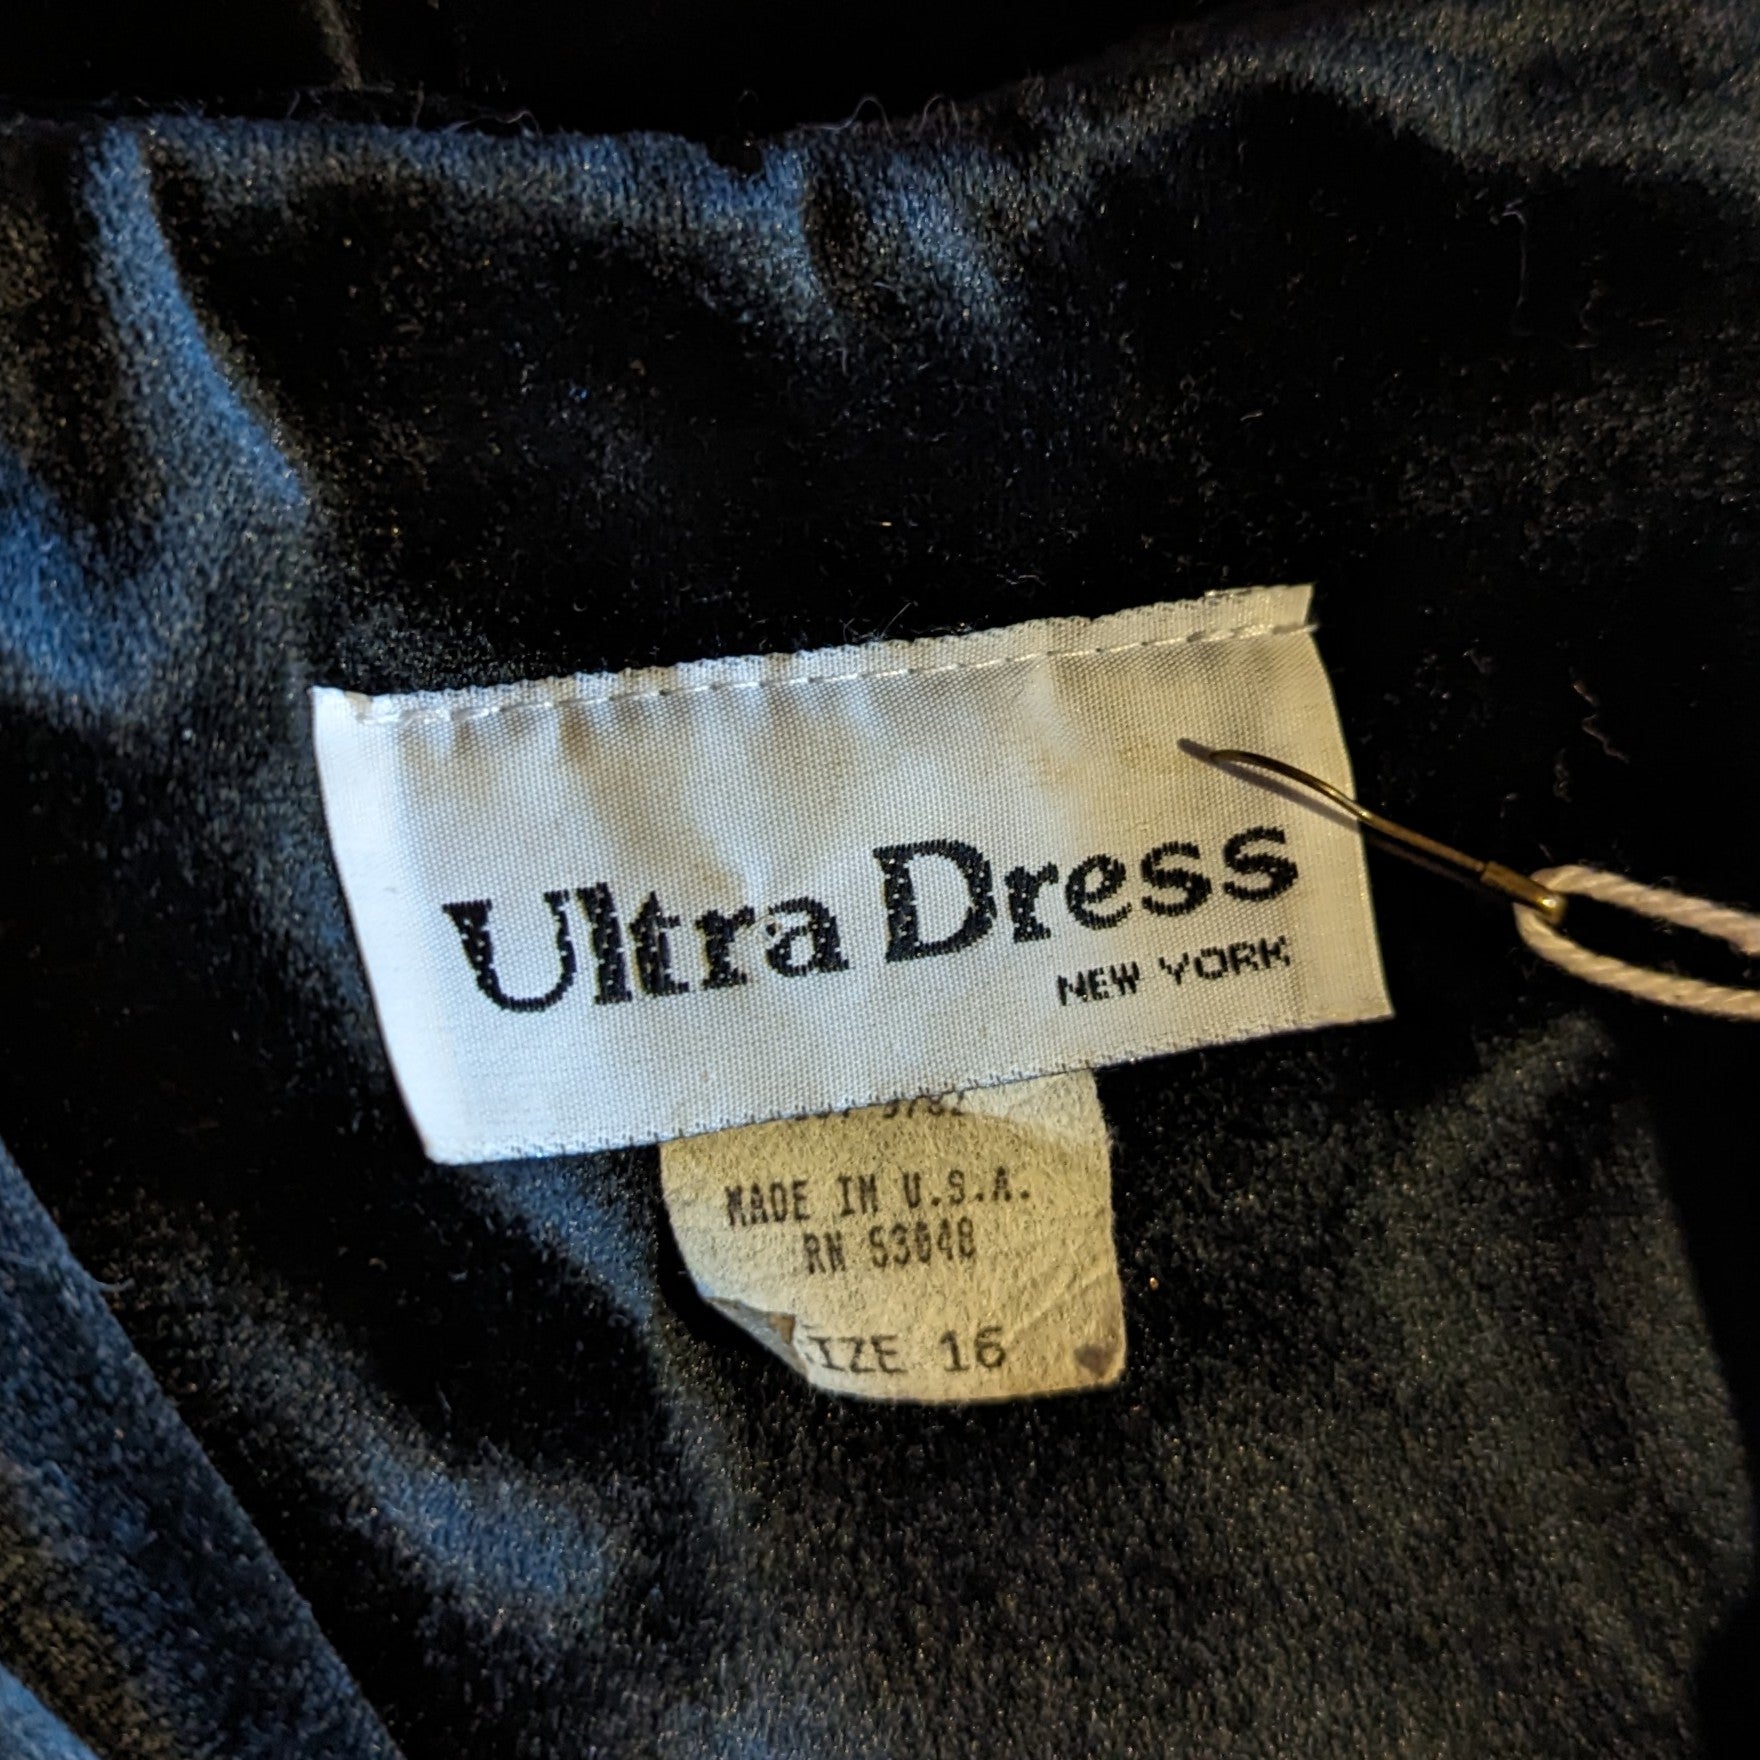 Ultra Dress
NEW YORK
MADE IN U.S.A.
RN 53048
IZE 16